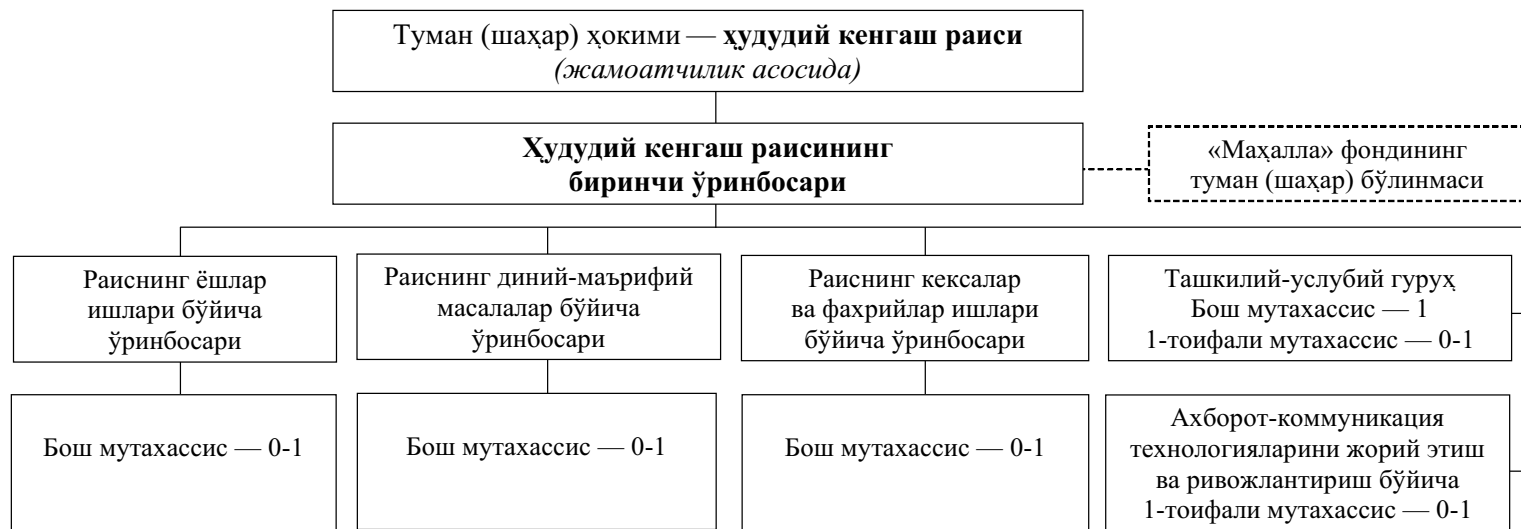 Туман (шаҳар) ҳокими — ҳудудий кенгаш раиси
(жамоатчилик асосида)
Ҳудудий кенгаш раисининг
биринчи ўринбосари
«Маҳалла» фондининг
туман (шаҳар) бўлинмаси
Раиснинг ёшлар
ишлари бўйича
ўринбосари
Раиснинг диний-маърифий
масалалар бўйича
ўринбосари
Раиснинг кексалар
ва фахрийлар ишлари
бўйича ўринбосари
Ташкилий-услубий гуруҳ
Бош мутахассис — 1
1-тоифали мутахассис — 0-1
Бош мутахассис — 0-1
Бош мутахассис — 0-1
Бош мутахассис — 0-1
Ахборот-коммуникация
технологияларини жорий этиш
ва ривожлантириш бўйича
1-тоифали мутахассис — 0-1